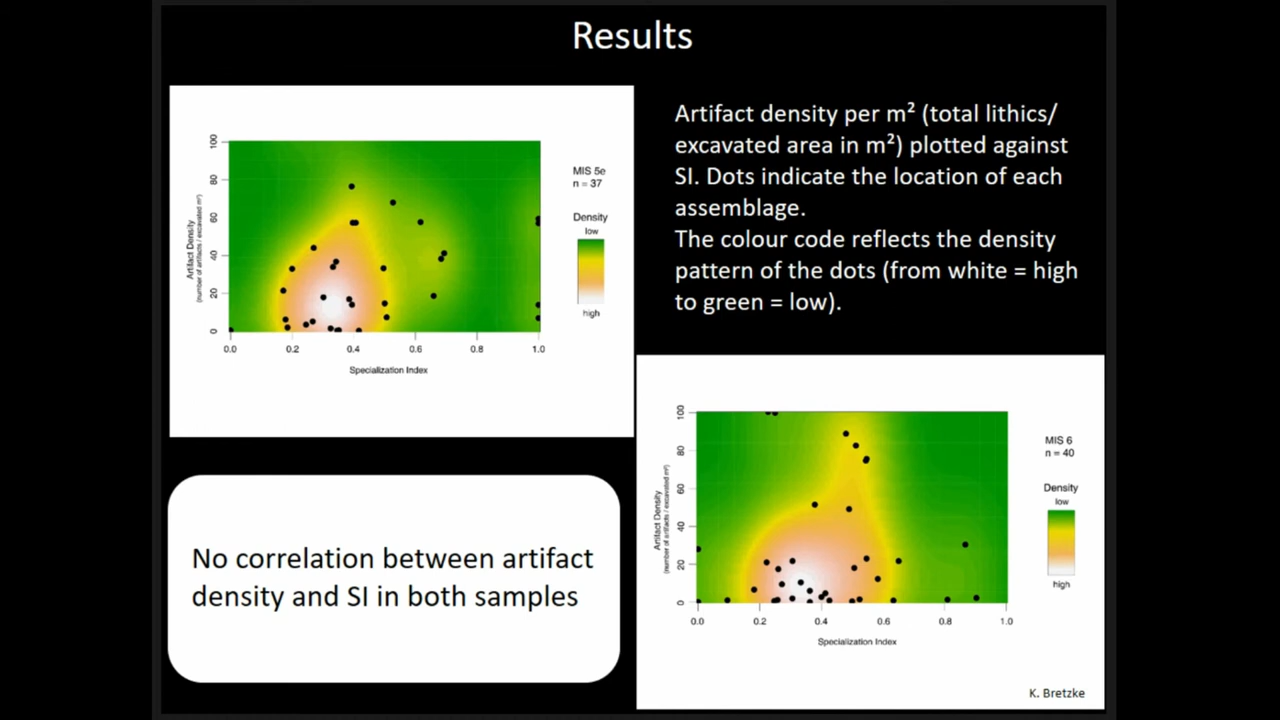 Results
100
80
60
40
20
0
Artifact Density
(number of artifacts / excavated m²)
0.0 0.2 0.4 0.6 0.8 1.0
Specialization Index
MIS 5e
n = 37
Density
low
high
Artifact density per m² (total lithics/
excavated area in m²) plotted against
SI. Dots indicate the location of each
assemblage.
The colour code reflects the density
pattern of the dots (from white = high
to green = low).
No correlation between artifact
density and SI in both samples
100
80
60
40
20
0
Artifact Density
(number of artifacts / excavated m²)
0.0 0.2 0.4 0.6 0.8 1.0
Specialization Index
MIS 6
n = 40
Density
low
high
K. Bretzke